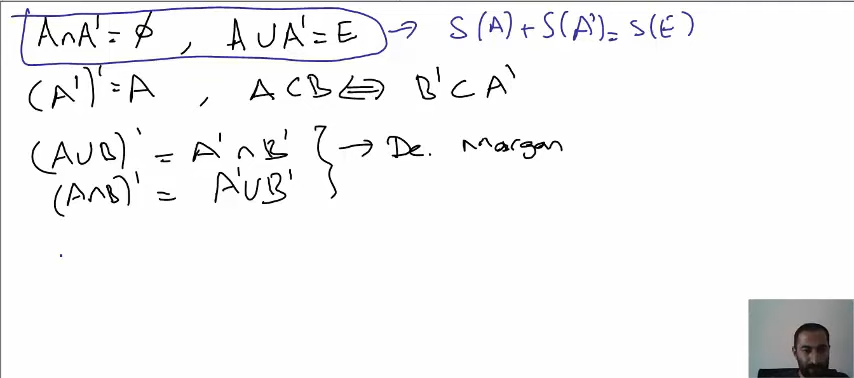 A∩A'=∅ , A∪A'=E → S(A)+S(A')=S(E)
(A')'=A , A⊂B⟺ B'⊂A'
(A∪B)' = A'∩B' } → De. Morgan
(A∩B)' = A'∪B'